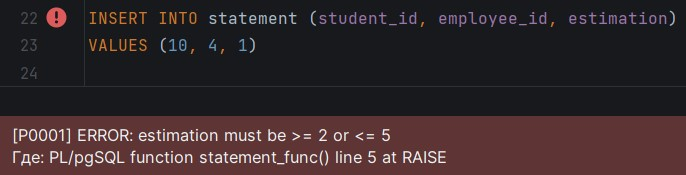 22 INSERT INTO statement (student_id, employee_id, estimation)
23 VALUES (10, 4, 1)
24
[P0001] ERROR: estimation must be >= 2 or <= 5
Где: PL/pgSQL function statement_func() line 5 at RAISE